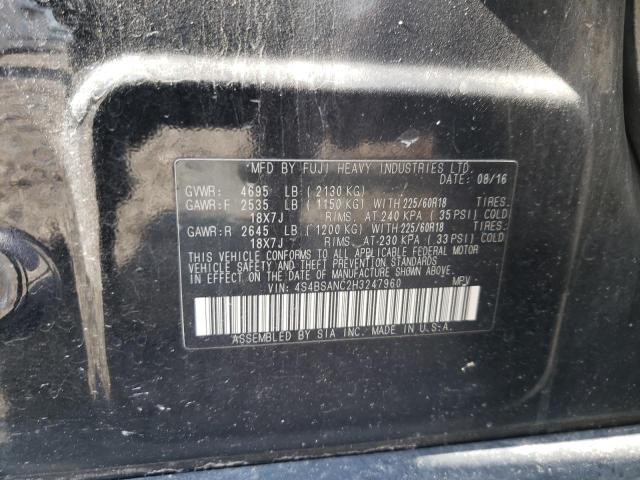 MFD BY FUJI HEAVY INDUSTRIES LTD.
DATE: 08/16
GVWR: 4695 LB ( 2130 KG)
GAWR:F 2535 LB ( 1150 KG) WITH 225/60R18 TIRES.
18X7J RIMS. AT 240 KPA ( 35 PSI) COLD
GAWR:R 2645 LB ( 1200 KG) WITH 225/60R18 TIRES.
18X7J RIMS. AT 230 KPA ( 33 PSI) COLD
THIS VEHICLE CONFORMS TO ALL APPLICABLE FEDERAL MOTOR
VEHICLE SAFETY, BUMPER, AND THEFT PREVENTION STANDARDS
IN EFFECT ON THE DATE OF MANUFACTURE SHOWN ABOVE.
VIN: 4S4BSANC2H3247960 MPV
ASSEMBLED BY SIA INC. MADE IN U.S.A.